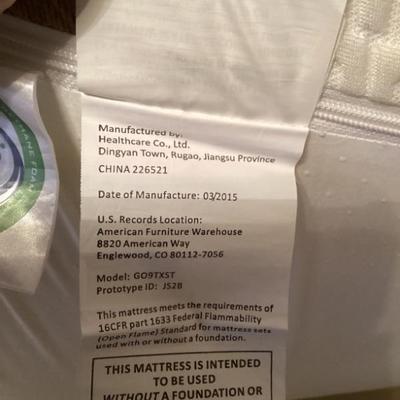 Manufactured by:
Healthcare Co., Ltd.
Dingyan Town, Rugao, Jiangsu Province
CHINA 226521
Date of Manufacture: 03/2015
U.S. Records Location:
American Furniture Warehouse
8820 American Way
Englewood, CO 80112-7056
Model: GO9TXST
Prototype ID: JS2B
This mattress meets the requirements of
16CFR part 1633 Federal Flammability
(Open Flame) Standard for mattress sets
used with or without a foundation.
THIS MATTRESS IS INTENDED
TO BE USED
WITHOUT A FOUNDATION OR